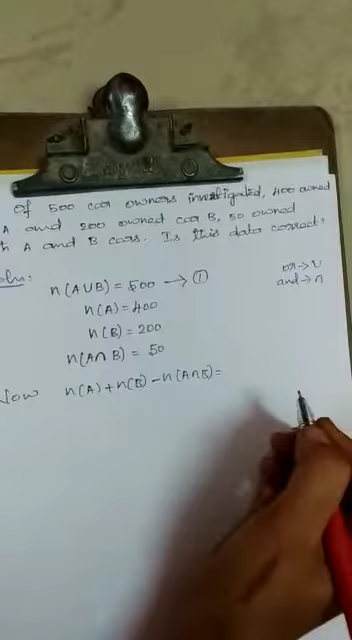 of 500 car owners investigated, 400 owned
A and 200 owned car B, 50 owned
h A and B cars. Is this data correct?
Soln:
n(A∪B) = 500 → ①
or → ∪
and → ∩
n(A) = 400
n(B) = 200
n(A∩B) = 50
Now n(A) + n(B) - n(A∩B) =